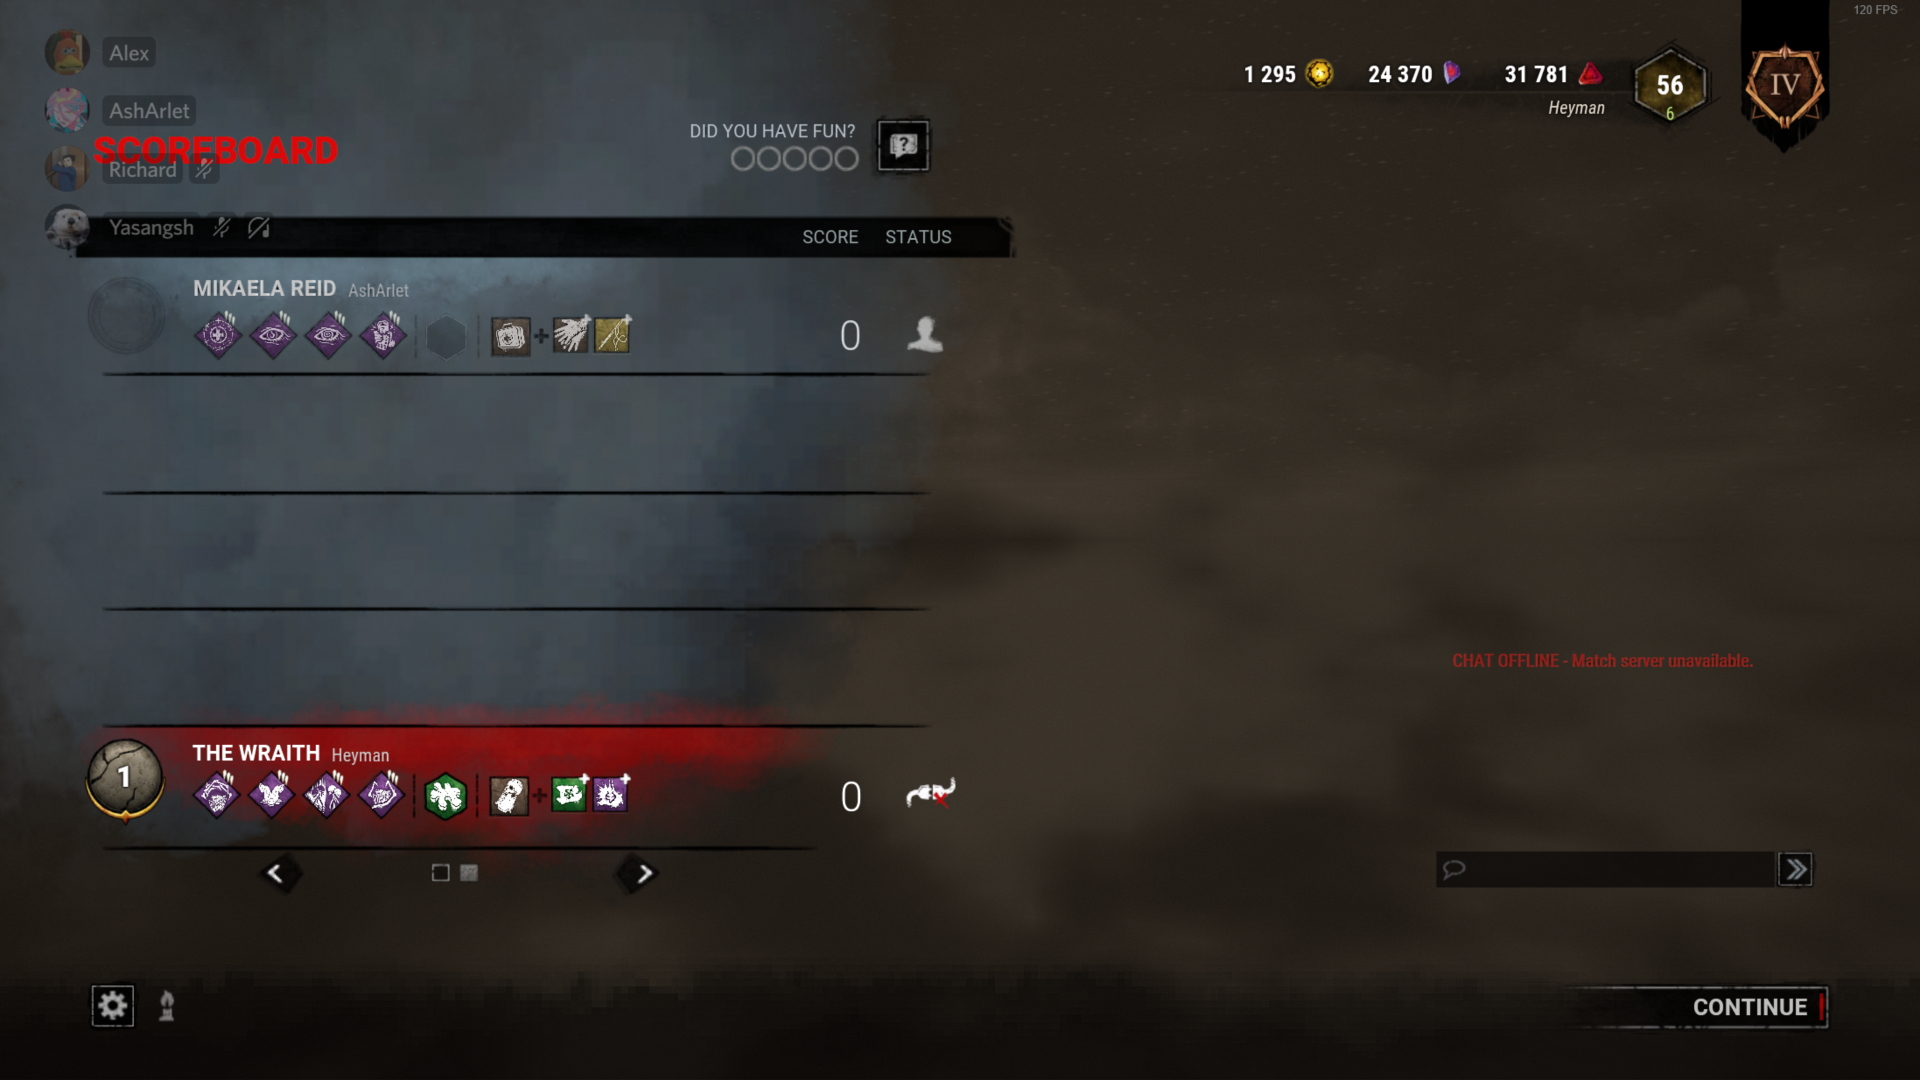 120 FPS
Alex
AshArlet
SCOREBOARD
Richard
Yasangsh
DID YOU HAVE FUN?
1 295
24 370
31 781
Heyman
56
6
IV
SCORE STATUS
MIKAELA REID AshArlet
0
CHAT OFFLINE - Match server unavailable.
1
THE WRAITH Heyman
0
CONTINUE